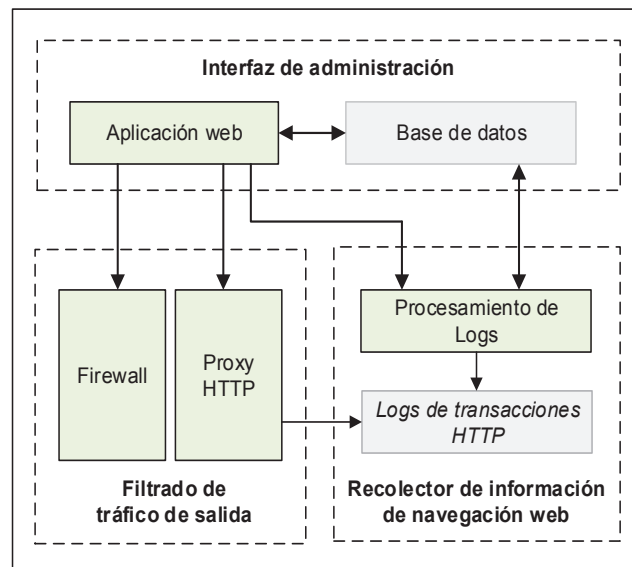 Interfaz de administración
Aplicación web
Base de datos
Firewall
Proxy
HTTP
Filtrado de
tráfico de salida
Procesamiento de
Logs
Logs de transacciones
HTTP
Recolector de información
de navegación web